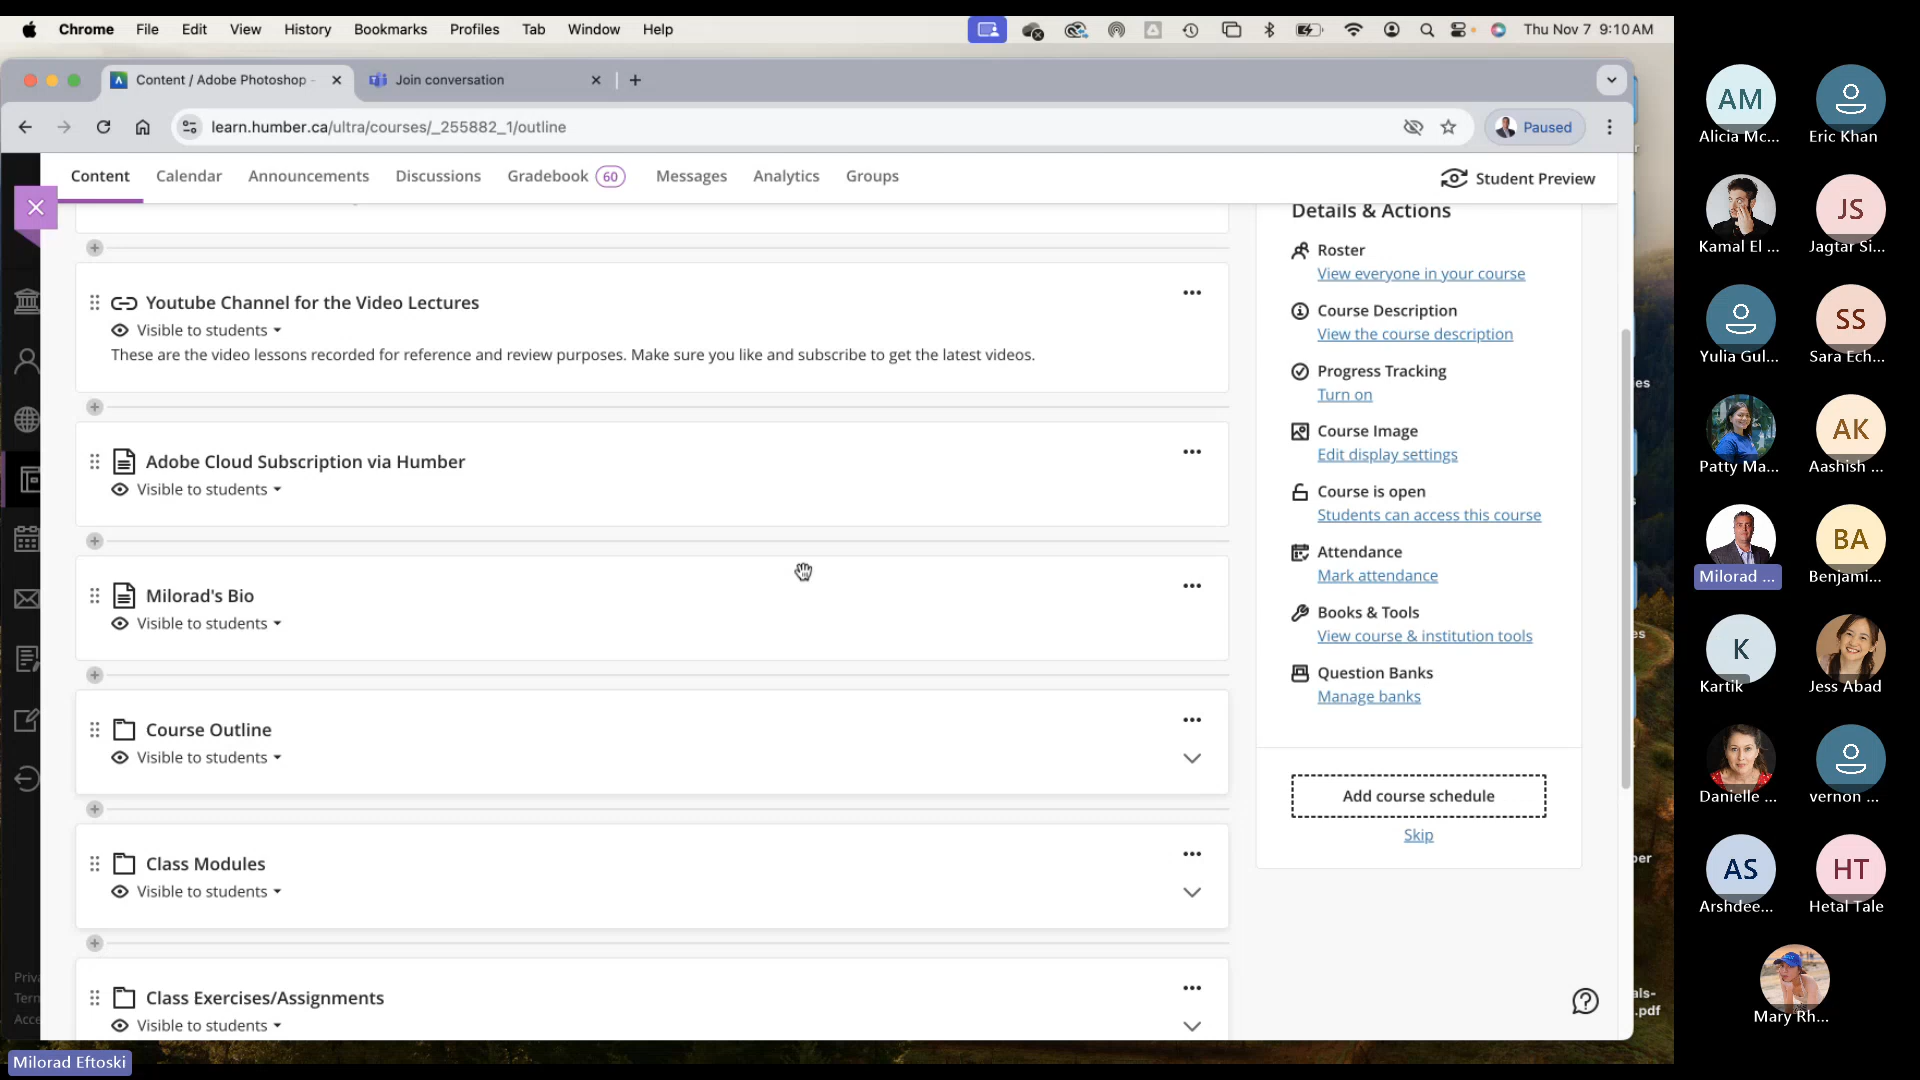 Chrome File Edit View History Bookmarks Profiles Tab Window Help Thu Nov 7 9:10 AM
Content / Adobe Photoshop - Join conversation
learn.humber.ca/ultra/courses/_255882_1/outline Paused
Content Calendar Announcements Discussions Gradebook 60 Messages Analytics Groups Student Preview
Youtube Channel for the Video Lectures
Visible to students
These are the video lessons recorded for reference and review purposes. Make sure you like and subscribe to get the latest videos.
Adobe Cloud Subscription via Humber
Visible to students
Milorad's Bio
Visible to students
Course Outline
Visible to students
Class Modules
Visible to students
Class Exercises/Assignments
Visible to students
Details & Actions
Roster
View everyone in your course
Course Description
View the course description
Progress Tracking
Turn on
Course Image
Edit display settings
Course is open
Students can access this course
Attendance
Mark attendance
Books & Tools
View course & institution tools
Question Banks
Manage banks
Add course schedule
Skip
Priva
Term
Acce
es
es
ber
als-
.pdf
AM
Alicia Mc... Eric Khan
JS
Kamal El ... Jagtar Si...
SS
Yulia Gul... Sara Ech...
AK
Patty Ma... Aashish ...
BA
Milorad ... Benjami...
K
Kartik Jess Abad
Danielle ... vernon ...
AS HT
Arshdee... Hetal Tale
Mary Rh...
Milorad Eftoski